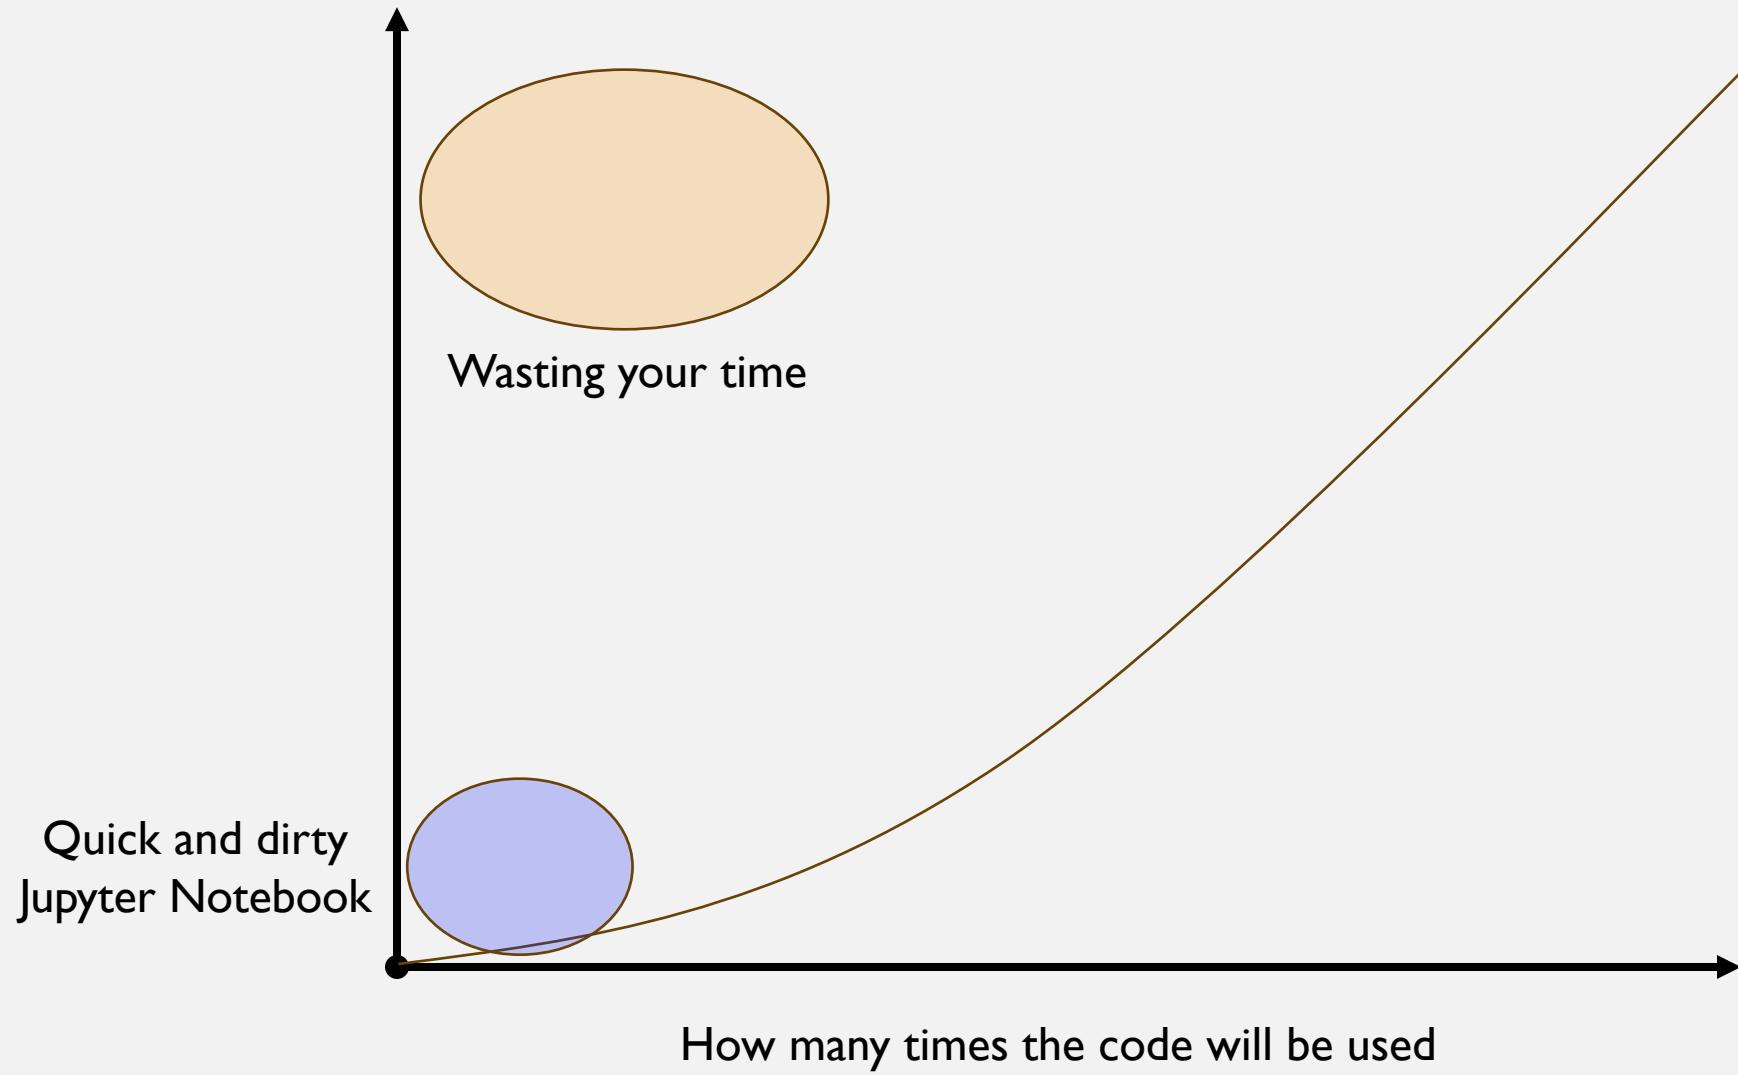 Wasting your time
Quick and dirty
Jupyter Notebook
How many times the code will be used